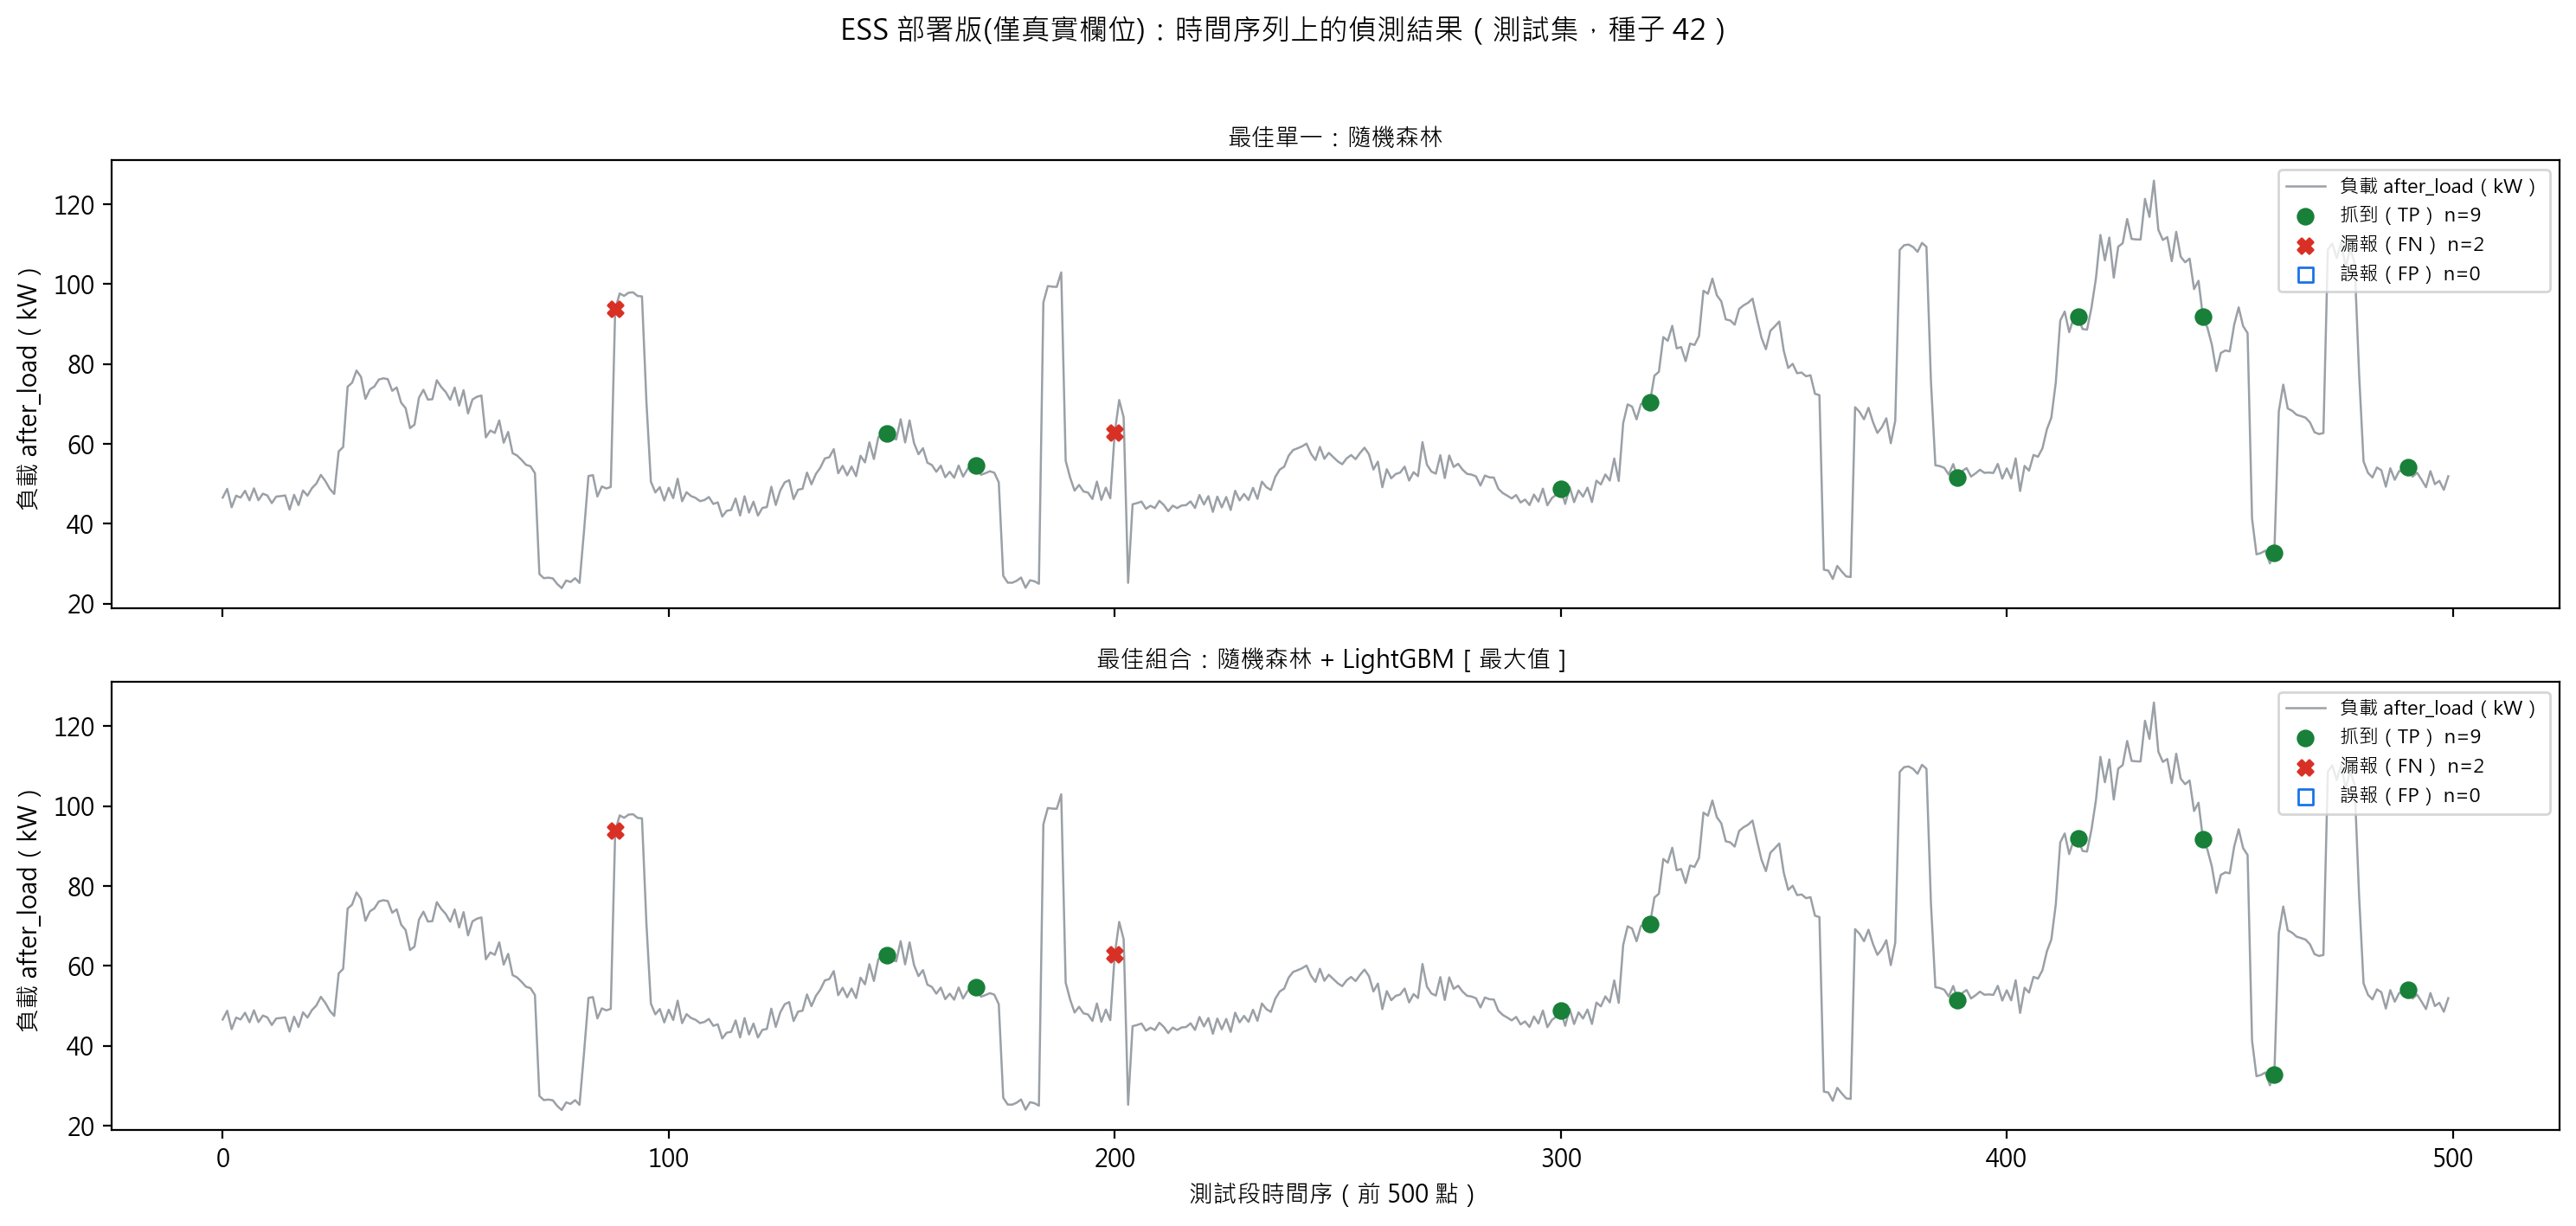 ESS 部署版(僅真實欄位)：時間序列上的偵測結果（測試集，種子 42）
最佳單一：隨機森林
負載 after_load（kW）
120
100
80
60
40
20
負載 after_load（kW）
抓到（TP） n=9
漏報（FN） n=2
誤報（FP） n=0
最佳組合：隨機森林 + LightGBM［最大值］
負載 after_load（kW）
120
100
80
60
40
20
負載 after_load（kW）
抓到（TP） n=9
漏報（FN） n=2
誤報（FP） n=0
0 100 200 300 400 500
測試段時間序（前 500 點）